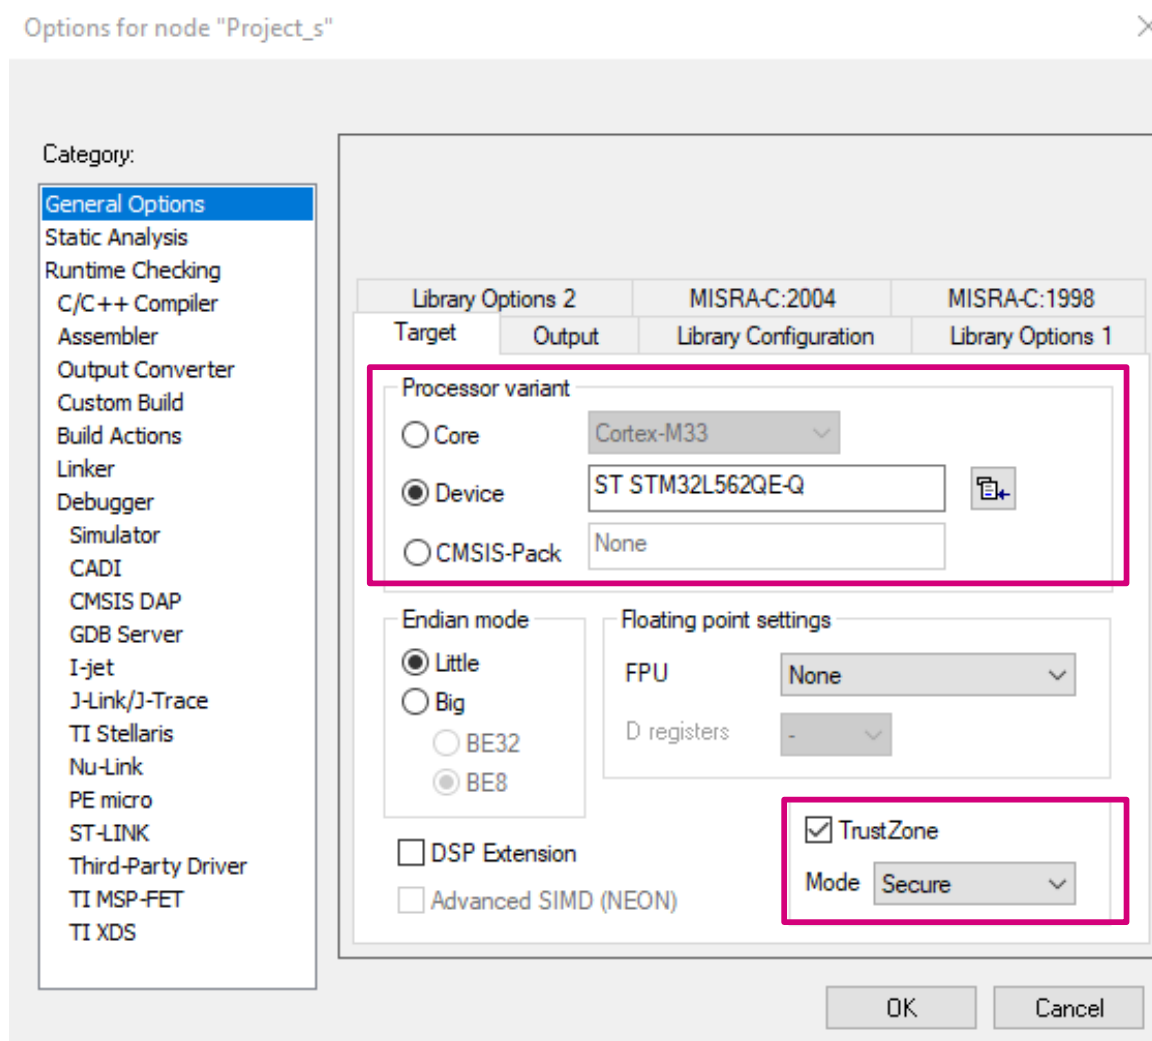 Options for node "Project_s"
Category:
General Options
Static Analysis
Runtime Checking
C/C++ Compiler
Assembler
Output Converter
Custom Build
Build Actions
Linker
Debugger
Simulator
CADI
CMSIS DAP
GDB Server
I-jet
J-Link/J-Trace
TI Stellaris
Nu-Link
PE micro
ST-LINK
Third-Party Driver
TI MSP-FET
TI XDS
Library Options 2 MISRA-C:2004 MISRA-C:1998
Target Output Library Configuration Library Options 1
Processor variant
Core Cortex-M33
Device ST STM32L562QE-Q
CMSIS-Pack None
Endian mode
Little
Big
BE32
BE8
Floating point settings
FPU None
D registers -
DSP Extension
Advanced SIMD (NEON)
TrustZone
Mode Secure
OK Cancel